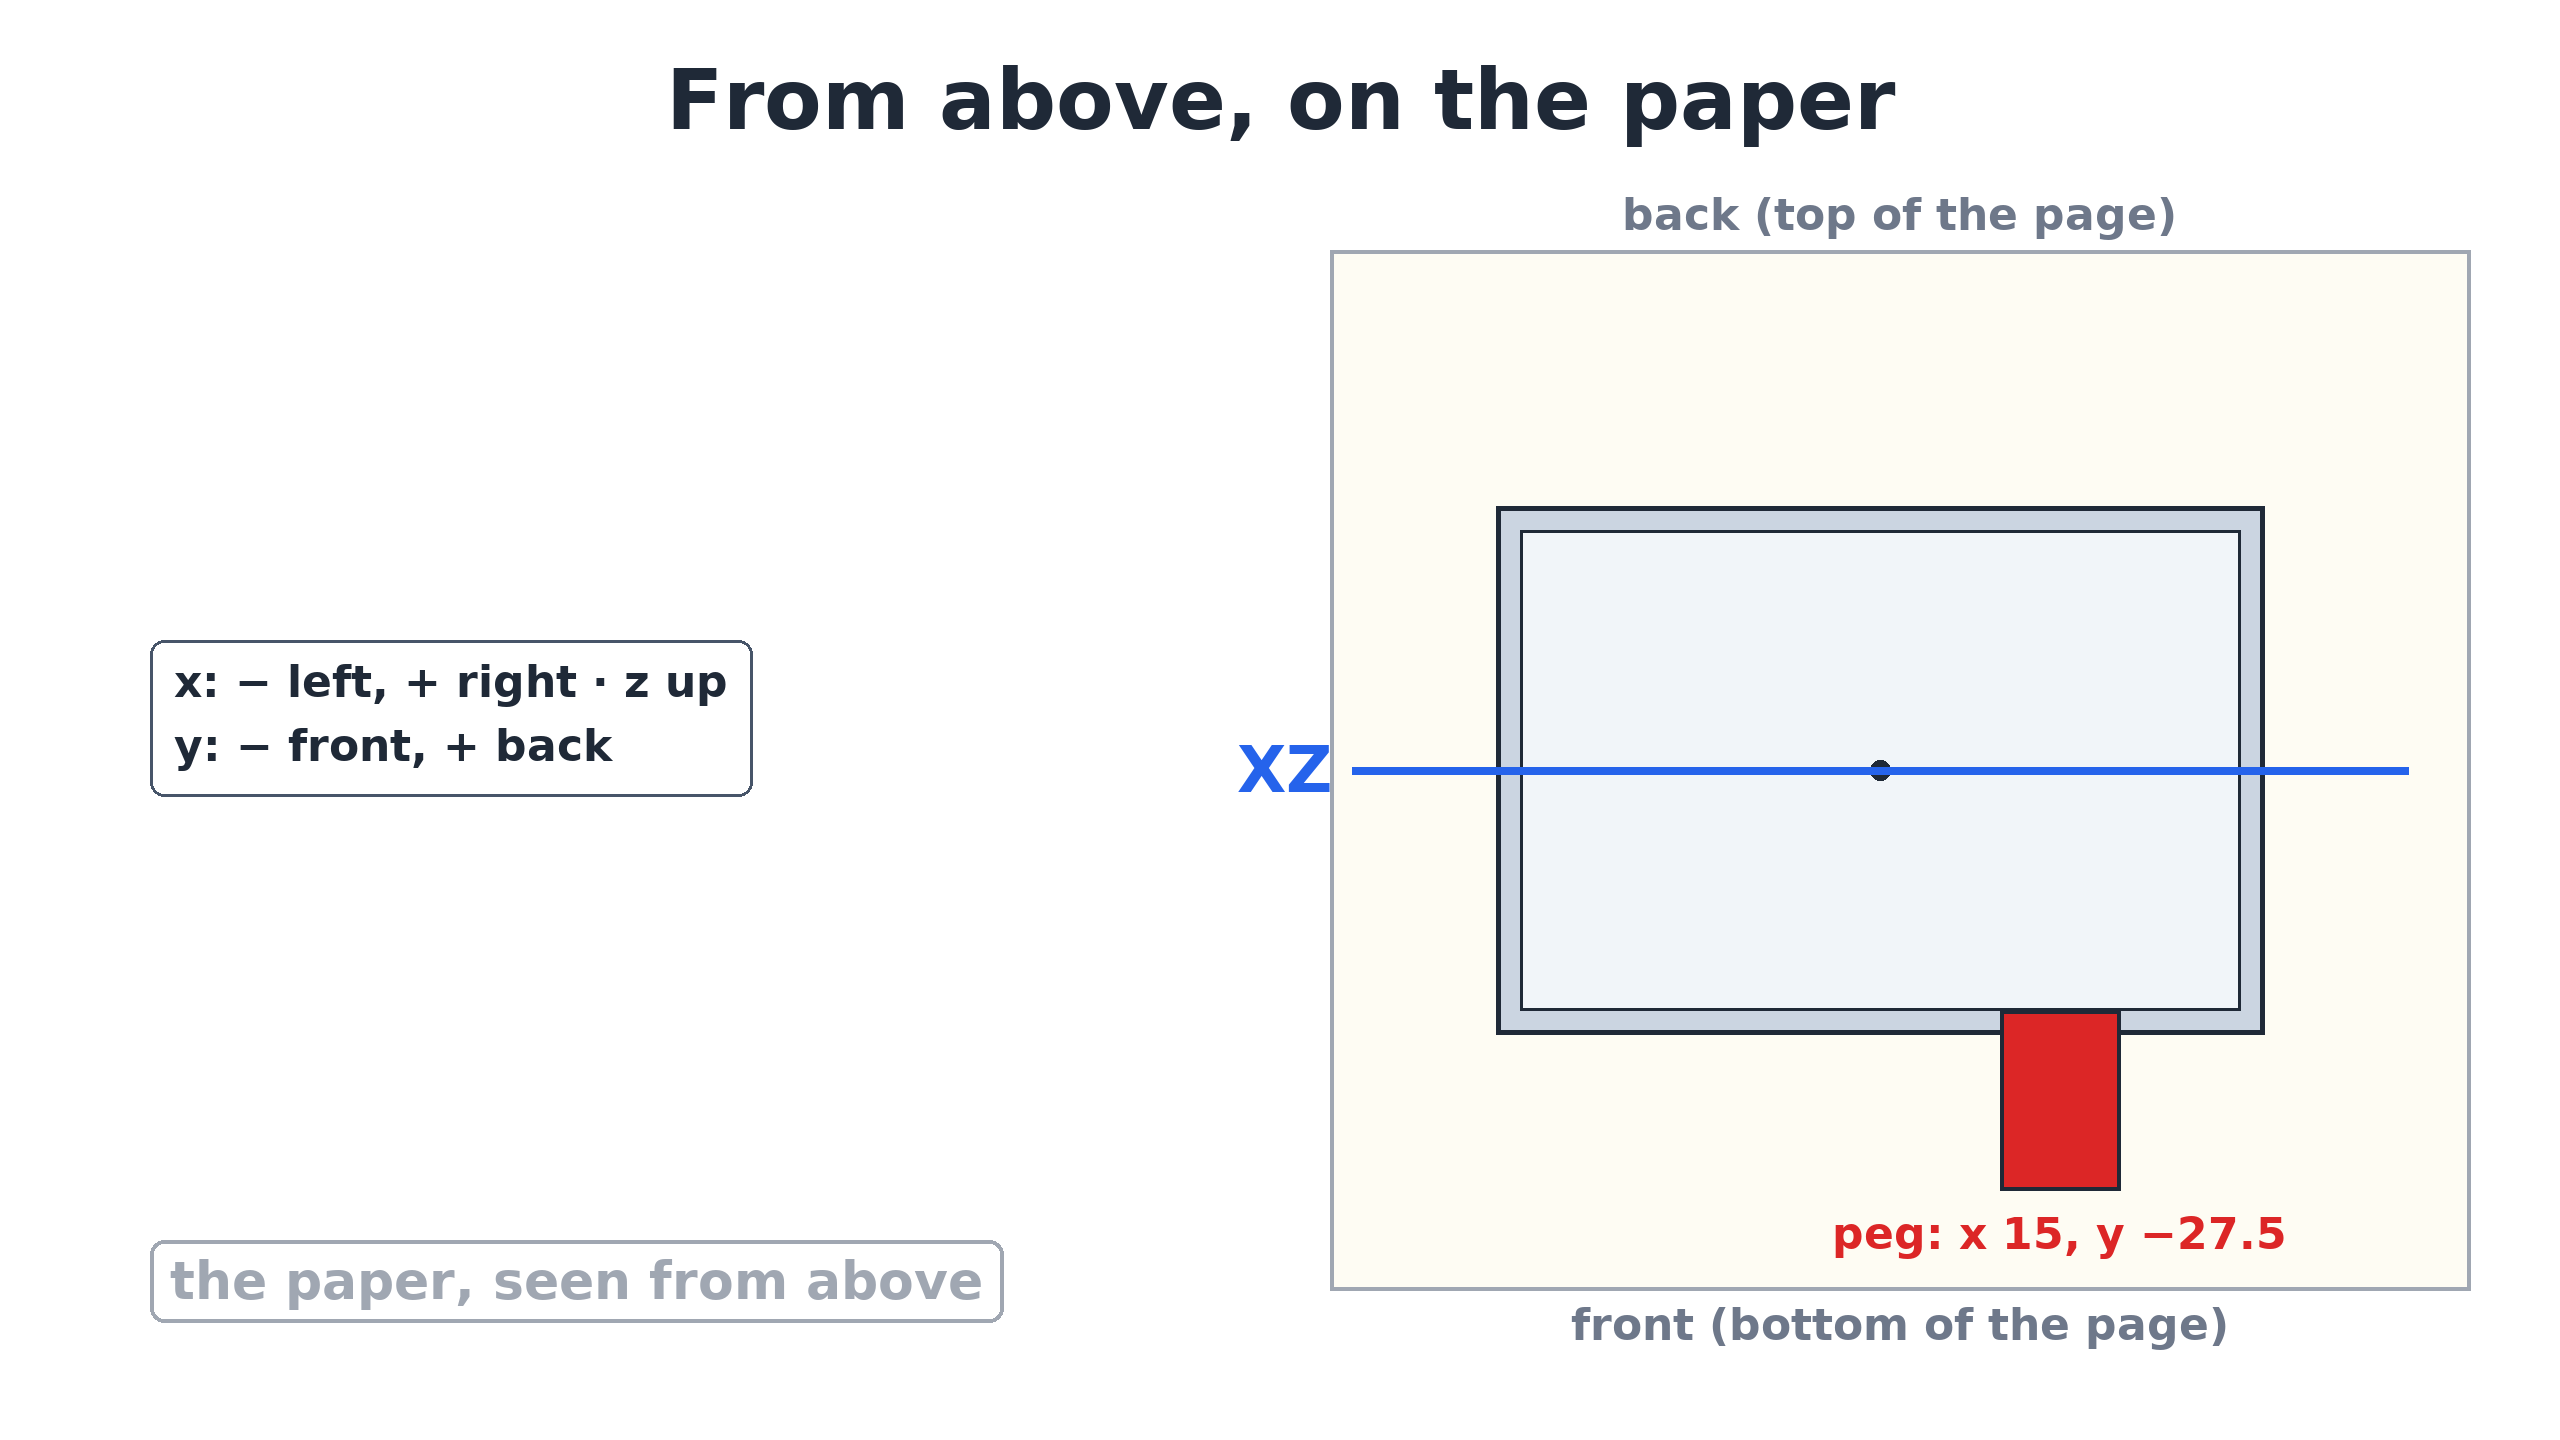 From above, on the paper
back (top of the page)
x: − left, + right · z up
y: − front, + back
XZ
peg: x 15, y −27.5
the paper, seen from above
front (bottom of the page)